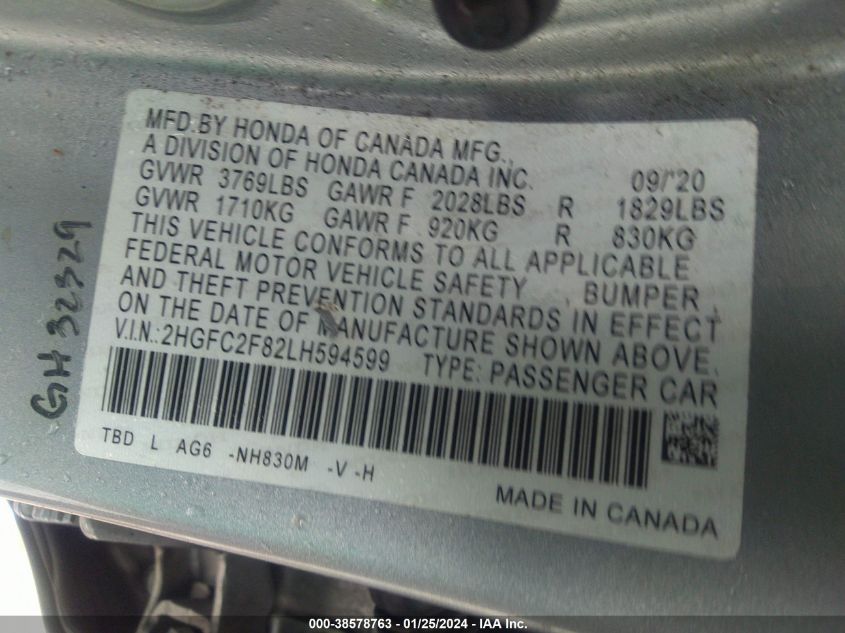 MFD.BY HONDA OF CANADA MFG.,
A DIVISION OF HONDA CANADA INC. 09/'20
GVWR 3769LBS GAWR F 2028LBS R 1829LBS
GVWR 1710KG GAWR F 920KG R 830KG
THIS VEHICLE CONFORMS TO ALL APPLICABLE
FEDERAL MOTOR VEHICLE SAFETY , BUMPER ,
AND THEFT PREVENTION STANDARDS IN EFFECT
ON THE DATE OF MANUFACTURE SHOWN ABOVE.
V.I.N.:2HGFC2F82LH594599 TYPE: PASSENGER CAR
TBD L AG6 -NH830M -V -H
MADE IN CANADA
GH 32329
000-38578763 - 01/25/2024 - IAA Inc.